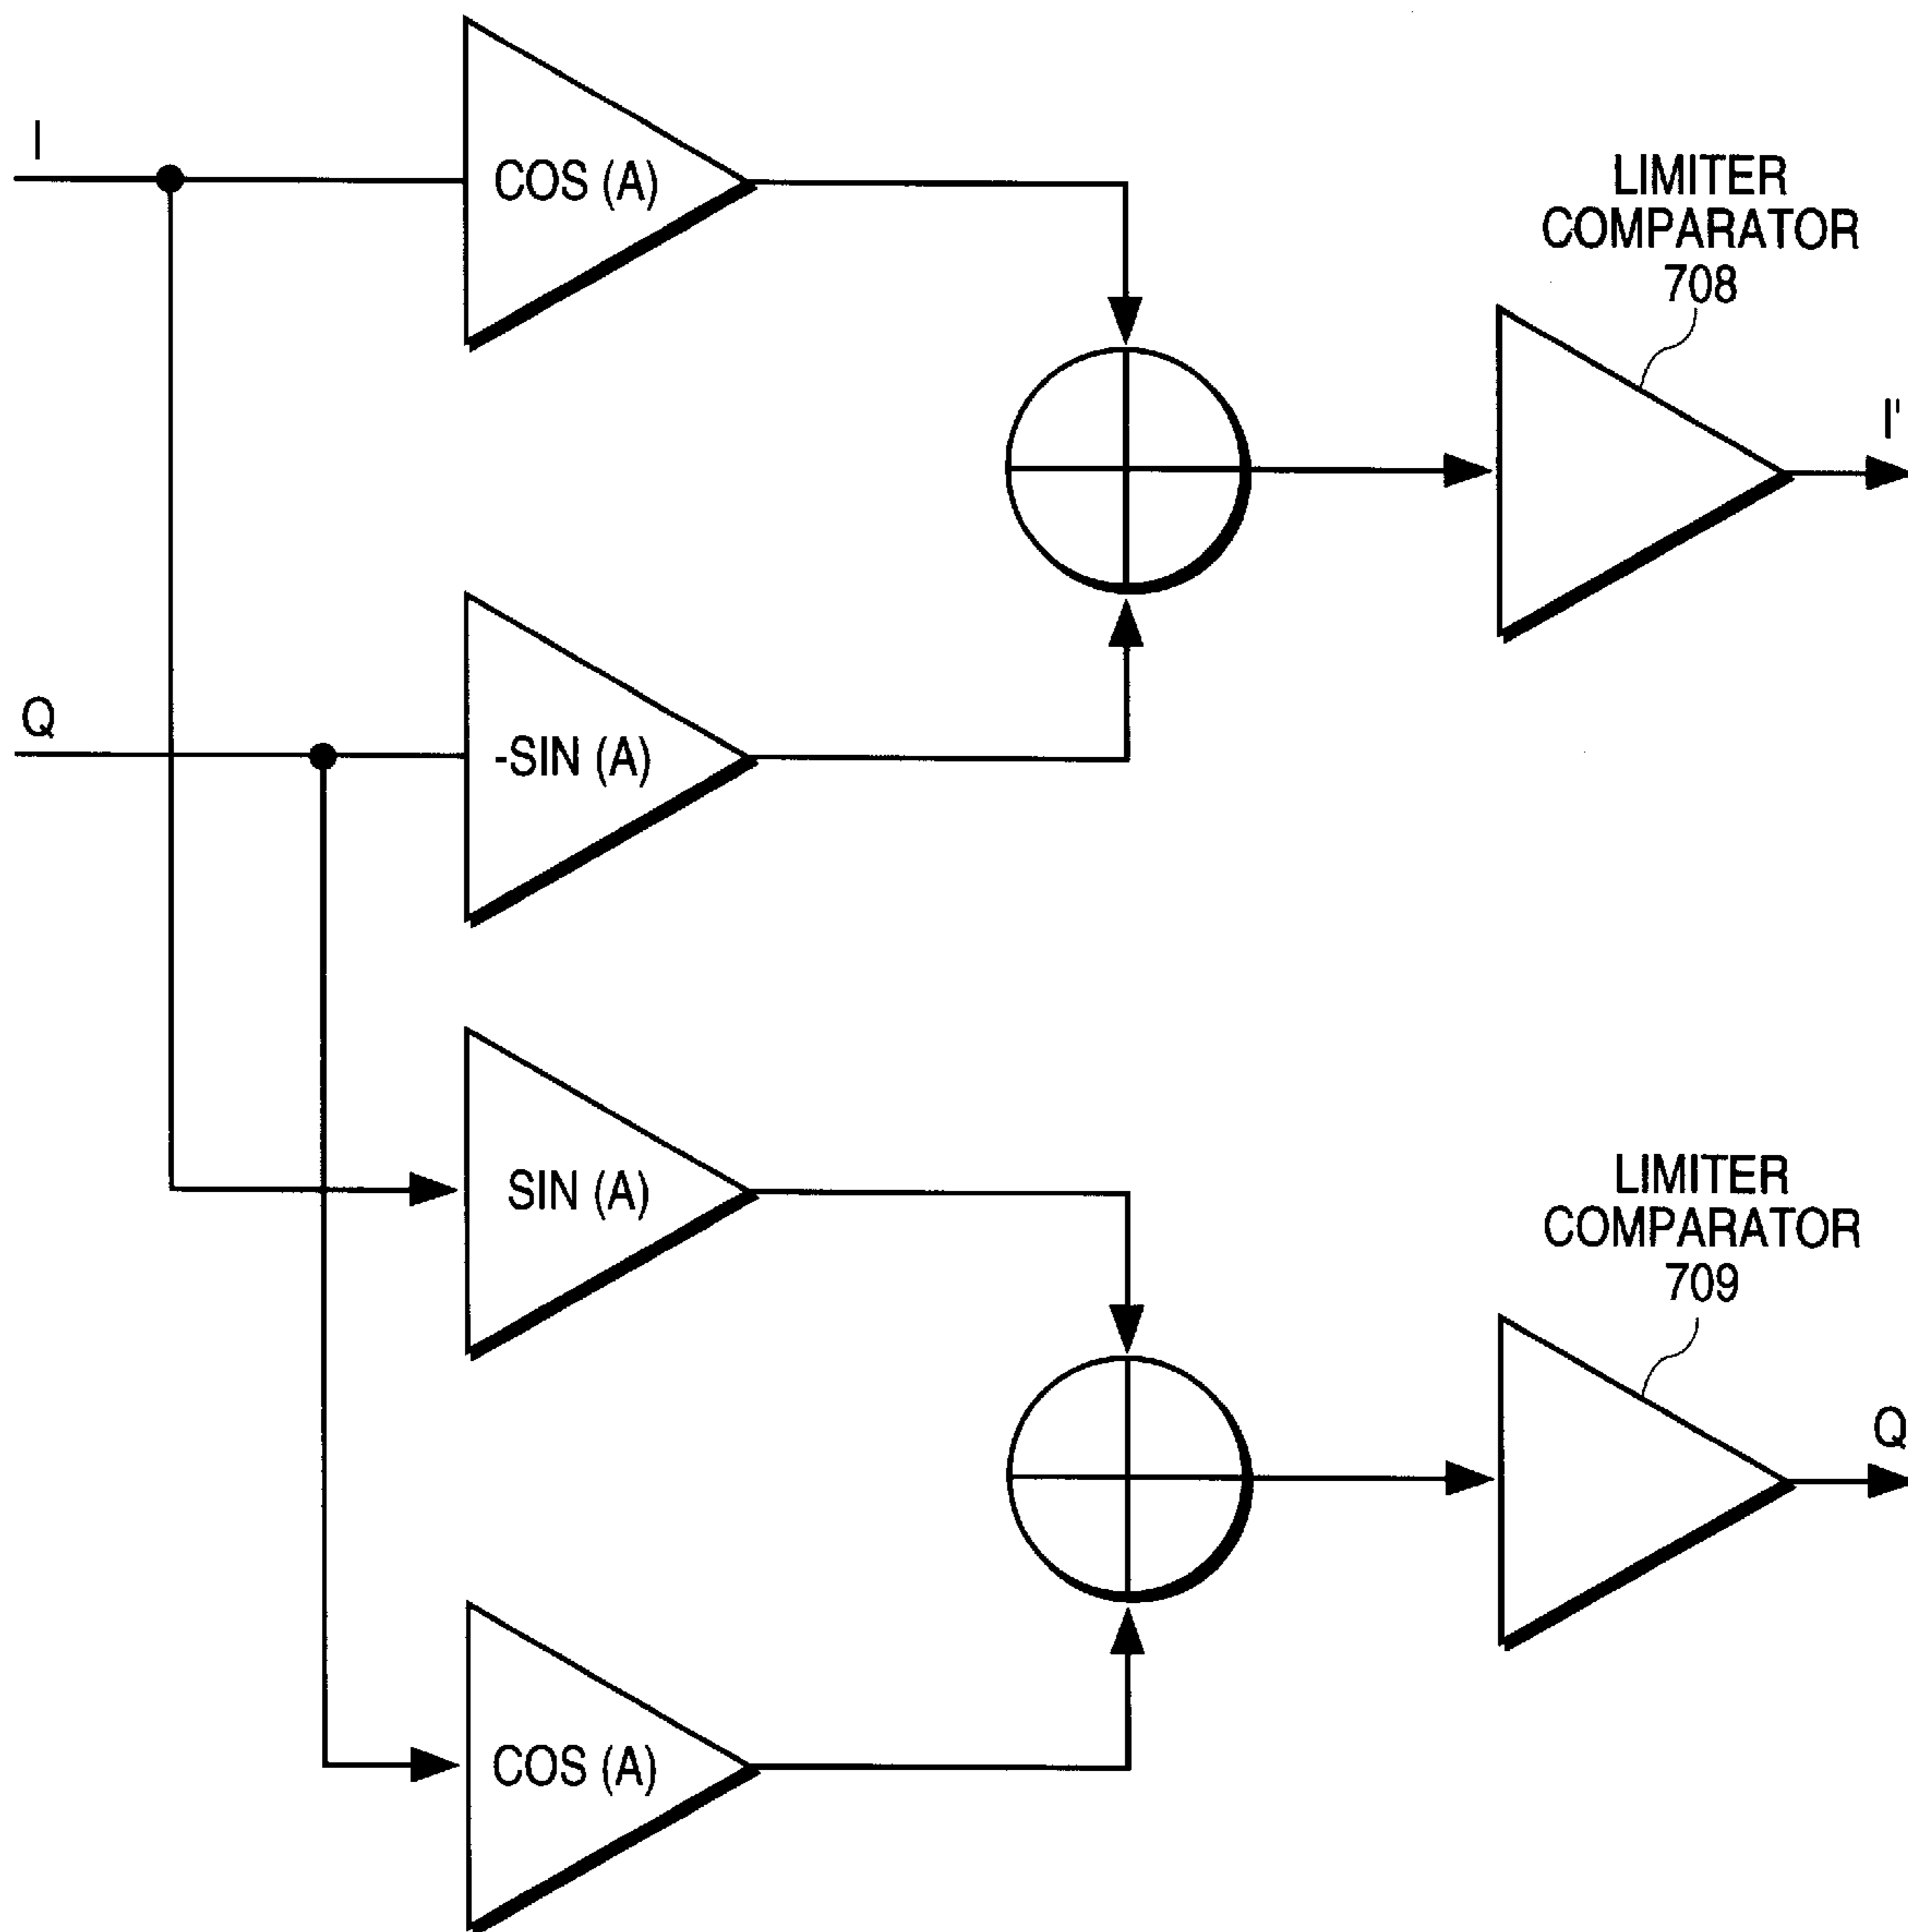 I
COS (A)
LIMITER
COMPARATOR
708
I'
Q
-SIN (A)
SIN (A)
LIMITER
COMPARATOR
709
Q
COS (A)